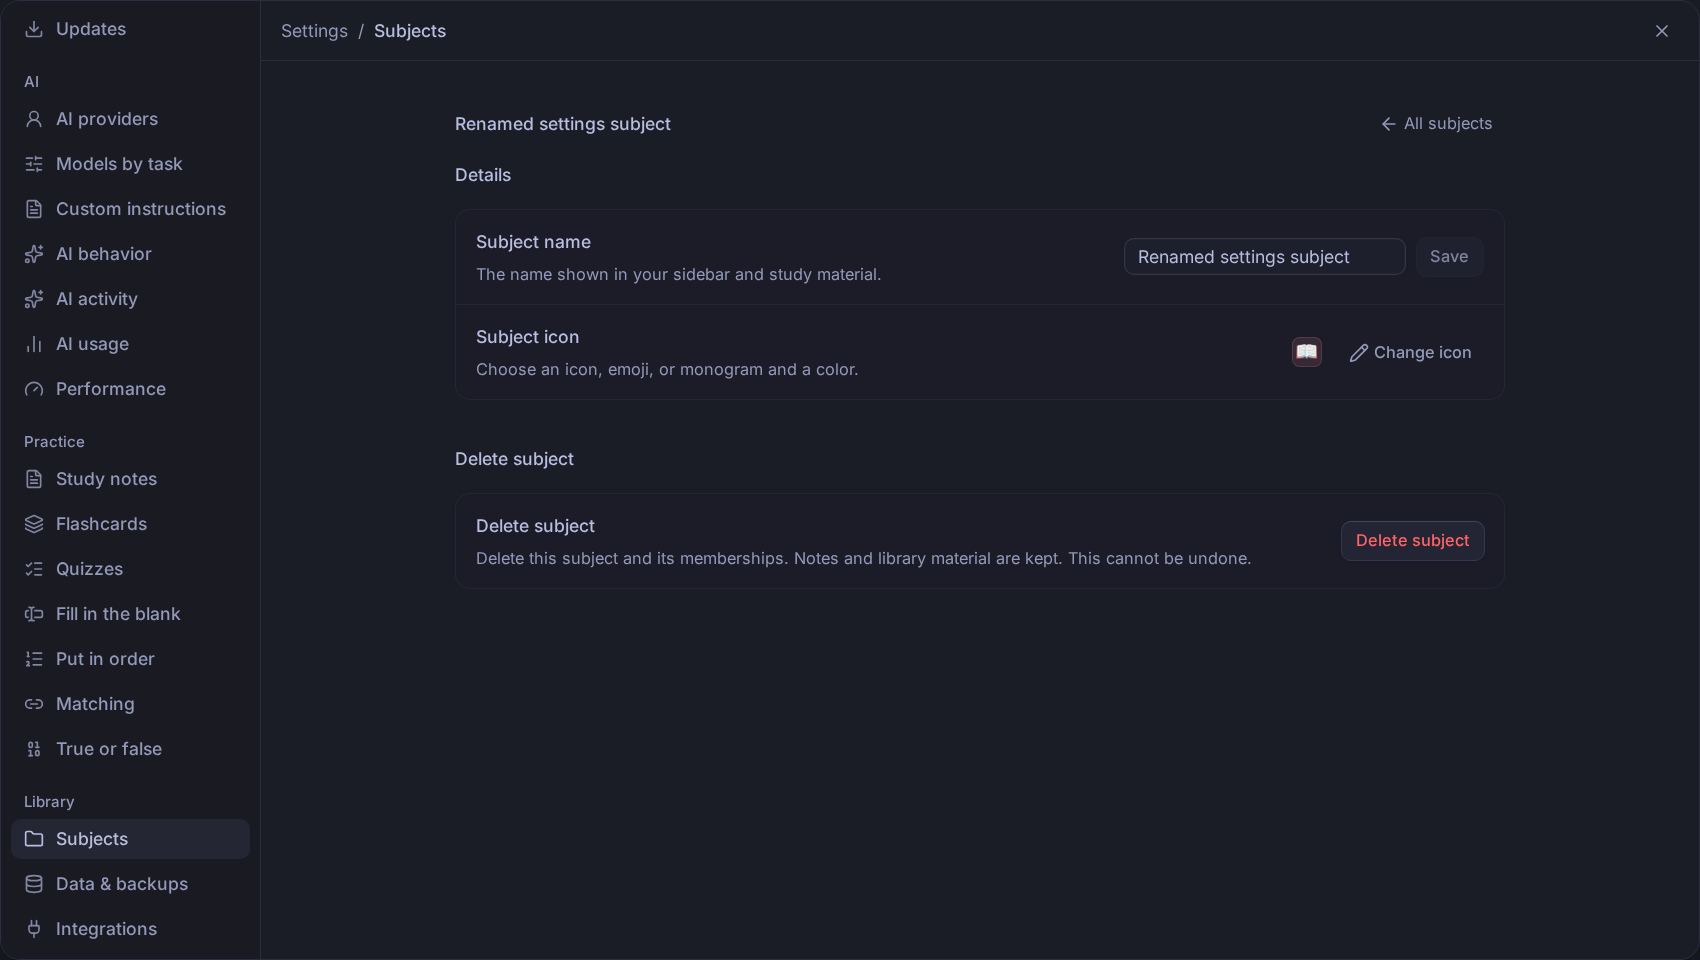 Updates
AI
AI providers
Models by task
Custom instructions
AI behavior
AI activity
AI usage
Performance
Practice
Study notes
Flashcards
Quizzes
Fill in the blank
Put in order
Matching
True or false
Library
Subjects
Data & backups
Integrations
Settings / Subjects
Renamed settings subject
All subjects
Details
Subject name
The name shown in your sidebar and study material.
Renamed settings subject
Save
Subject icon
Choose an icon, emoji, or monogram and a color.
Change icon
Delete subject
Delete subject
Delete this subject and its memberships. Notes and library material are kept. This cannot be undone.
Delete subject